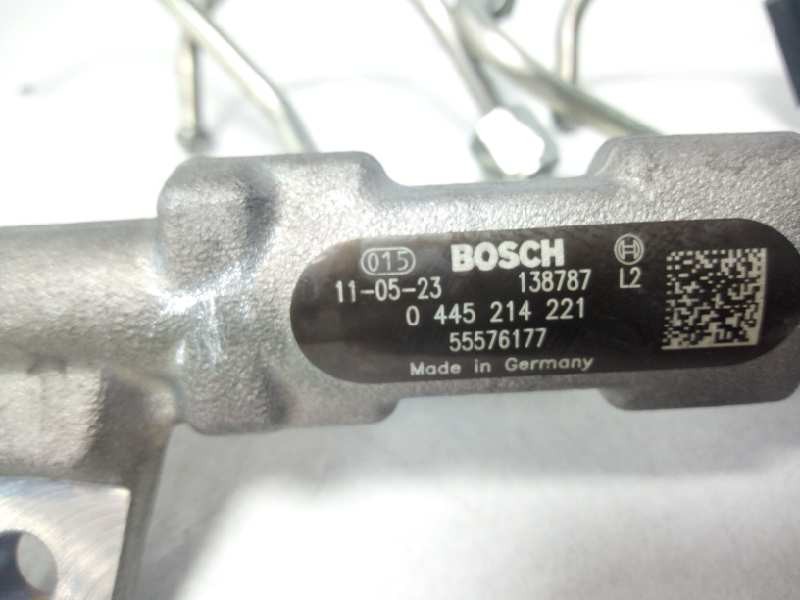 015 BOSCH
11-05-23 138787 L2
0 445 214 221
55576177
Made in Germany